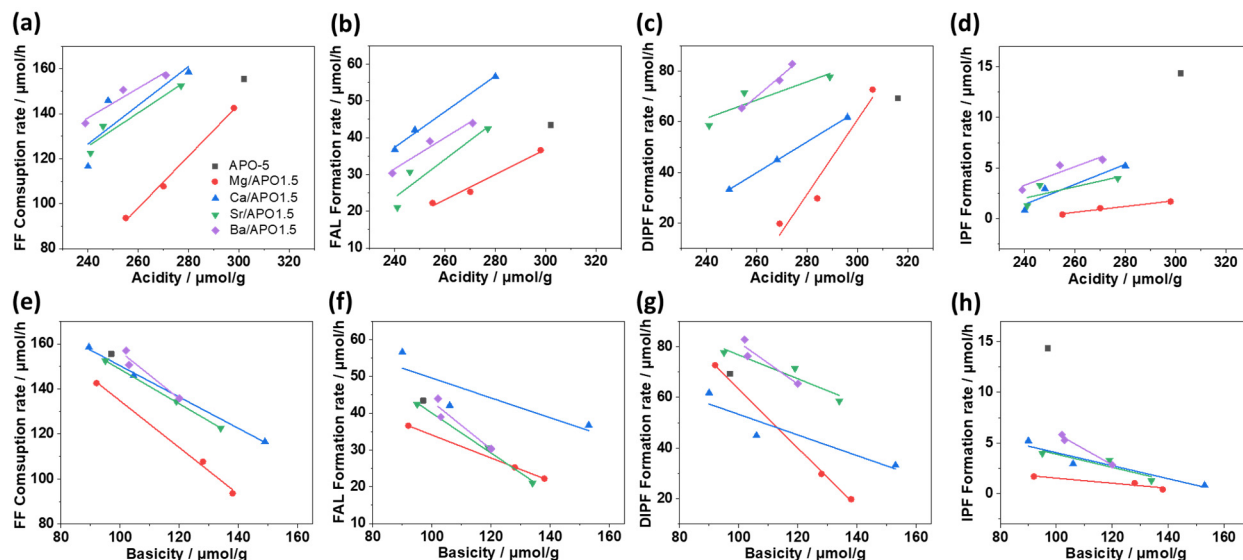 (a)
FF Comsuption rate / μmol/h
160
140
120
100
80
240 260 280 300 320
Acidity / μmol/g
APO-5
Mg/APO1.5
Ca/APO1.5
Sr/APO1.5
Ba/APO1.5
(b)
FAL Formation rate / μmol/h
60
50
40
30
20
10
240 260 280 300 320
Acidity / μmol/g
(c)
DIPF Formation rate / μmol/h
80
60
40
20
240 260 280 300 320
Acidity / μmol/g
(d)
IPF Formation rate / μmol/h
15
10
5
0
240 260 280 300 320
Acidity / μmol/g
(e)
FF Comsuption rate / μmol/h
160
140
120
100
80
80 100 120 140 160
Basicity / μmol/g
(f)
FAL Formation rate / μmol/h
60
50
40
30
20
10
80 100 120 140 160
Basicity / μmol/g
(g)
DIPF Formation rate / μmol/h
80
60
40
20
80 100 120 140 160
Basicity / μmol/g
(h)
IPF Formation rate / μmol/h
15
10
5
0
80 100 120 140 160
Basicity / μmol/g